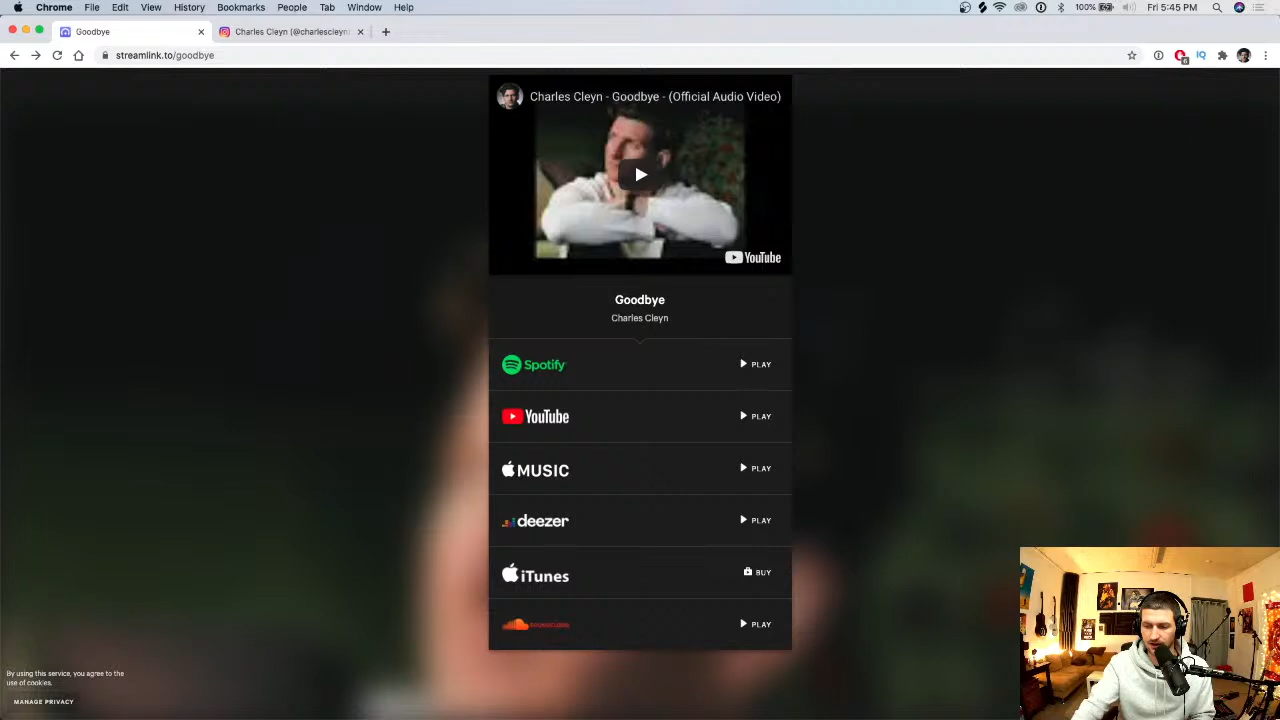 Chrome File Edit View History Bookmarks People Tab Window Help 100% Fri 5:45 PM
Goodbye Charles Cleyn (@charlescleyn
streamlink.to/goodbye
Charles Cleyn - Goodbye - (Official Audio Video)
YouTube
Goodbye
Charles Cleyn
Spotify PLAY
YouTube PLAY
MUSIC PLAY
deezer PLAY
iTunes BUY
SOUNDCLOUD PLAY
By using this service, you agree to the
use of cookies.
MANAGE PRIVACY